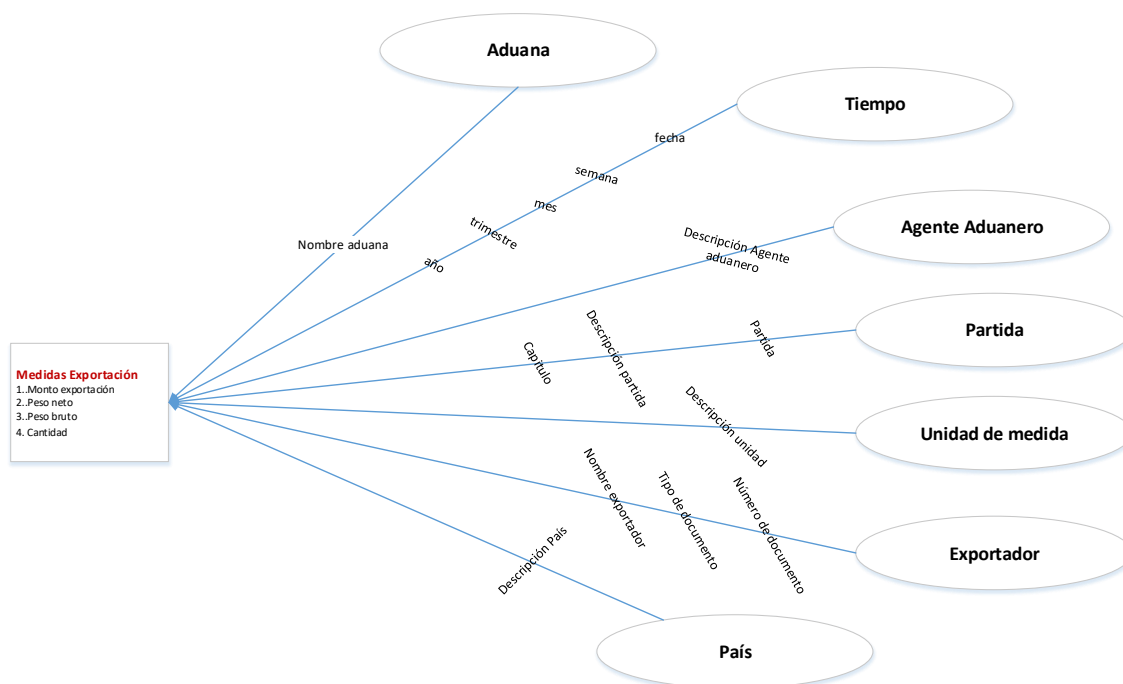 Aduana
Tiempo
fecha
semana
mes
trimestre
año
Nombre aduana
Agente Aduanero
Descripción Agente
aduanero
Partida
Partida
Descripción partida
Capítulo
Medidas Exportación
1..Monto exportación
2..Peso neto
3..Peso bruto
4. Cantidad
Unidad de medida
Descripción unidad
Nombre exportador
Tipo de documento
Número de documento
Exportador
Descripción País
País